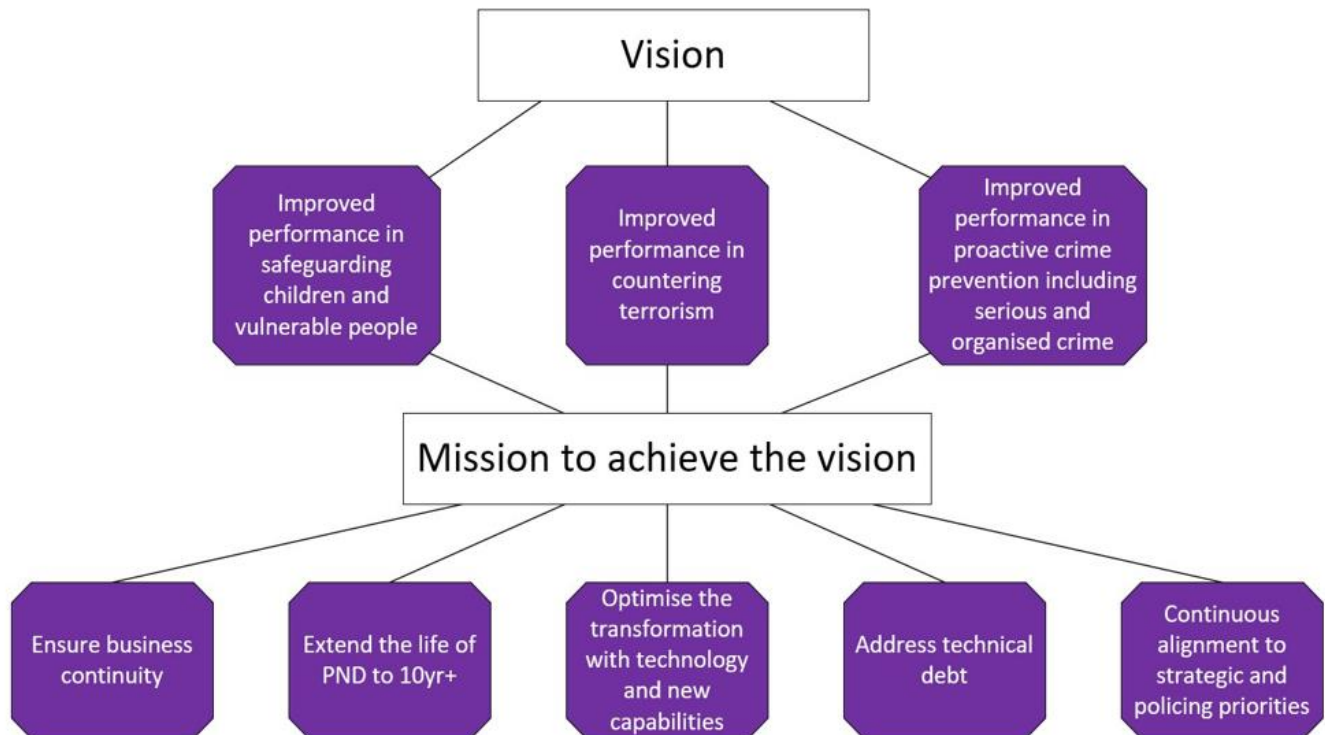 Vision
Improved
performance in
safeguarding
children and
vulnerable people
Improved
performance in
countering
terrorism
Improved
performance in
proactive crime
prevention including
serious and
organised crime
Mission to achieve the vision
Ensure business
continuity
Extend the life of
PND to 10yr+
Optimise the
transformation
with technology
and new
capabilities
Address technical
debt
Continuous
alignment to
strategic and
policing priorities